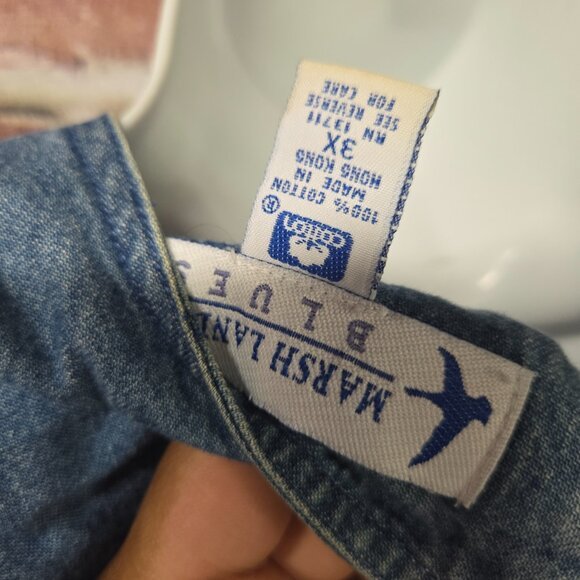 MARSH LAND
BLUES
®
100% COTTON
MADE IN
HONG KONG
3X
RN 13711
SEE REVERSE
FOR CARE